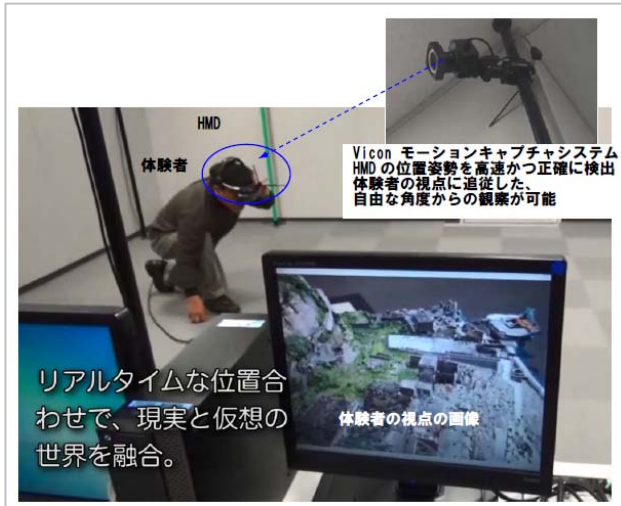 HMD
体験者
Vicon モーションキャプチャシステム
HMDの位置姿勢を高速かつ正確に検出
体験者の視点に追従した、
自由な角度からの観察が可能
リアルタイムな位置合
わせで、現実と仮想の
世界を融合。
体験者の視点の画像